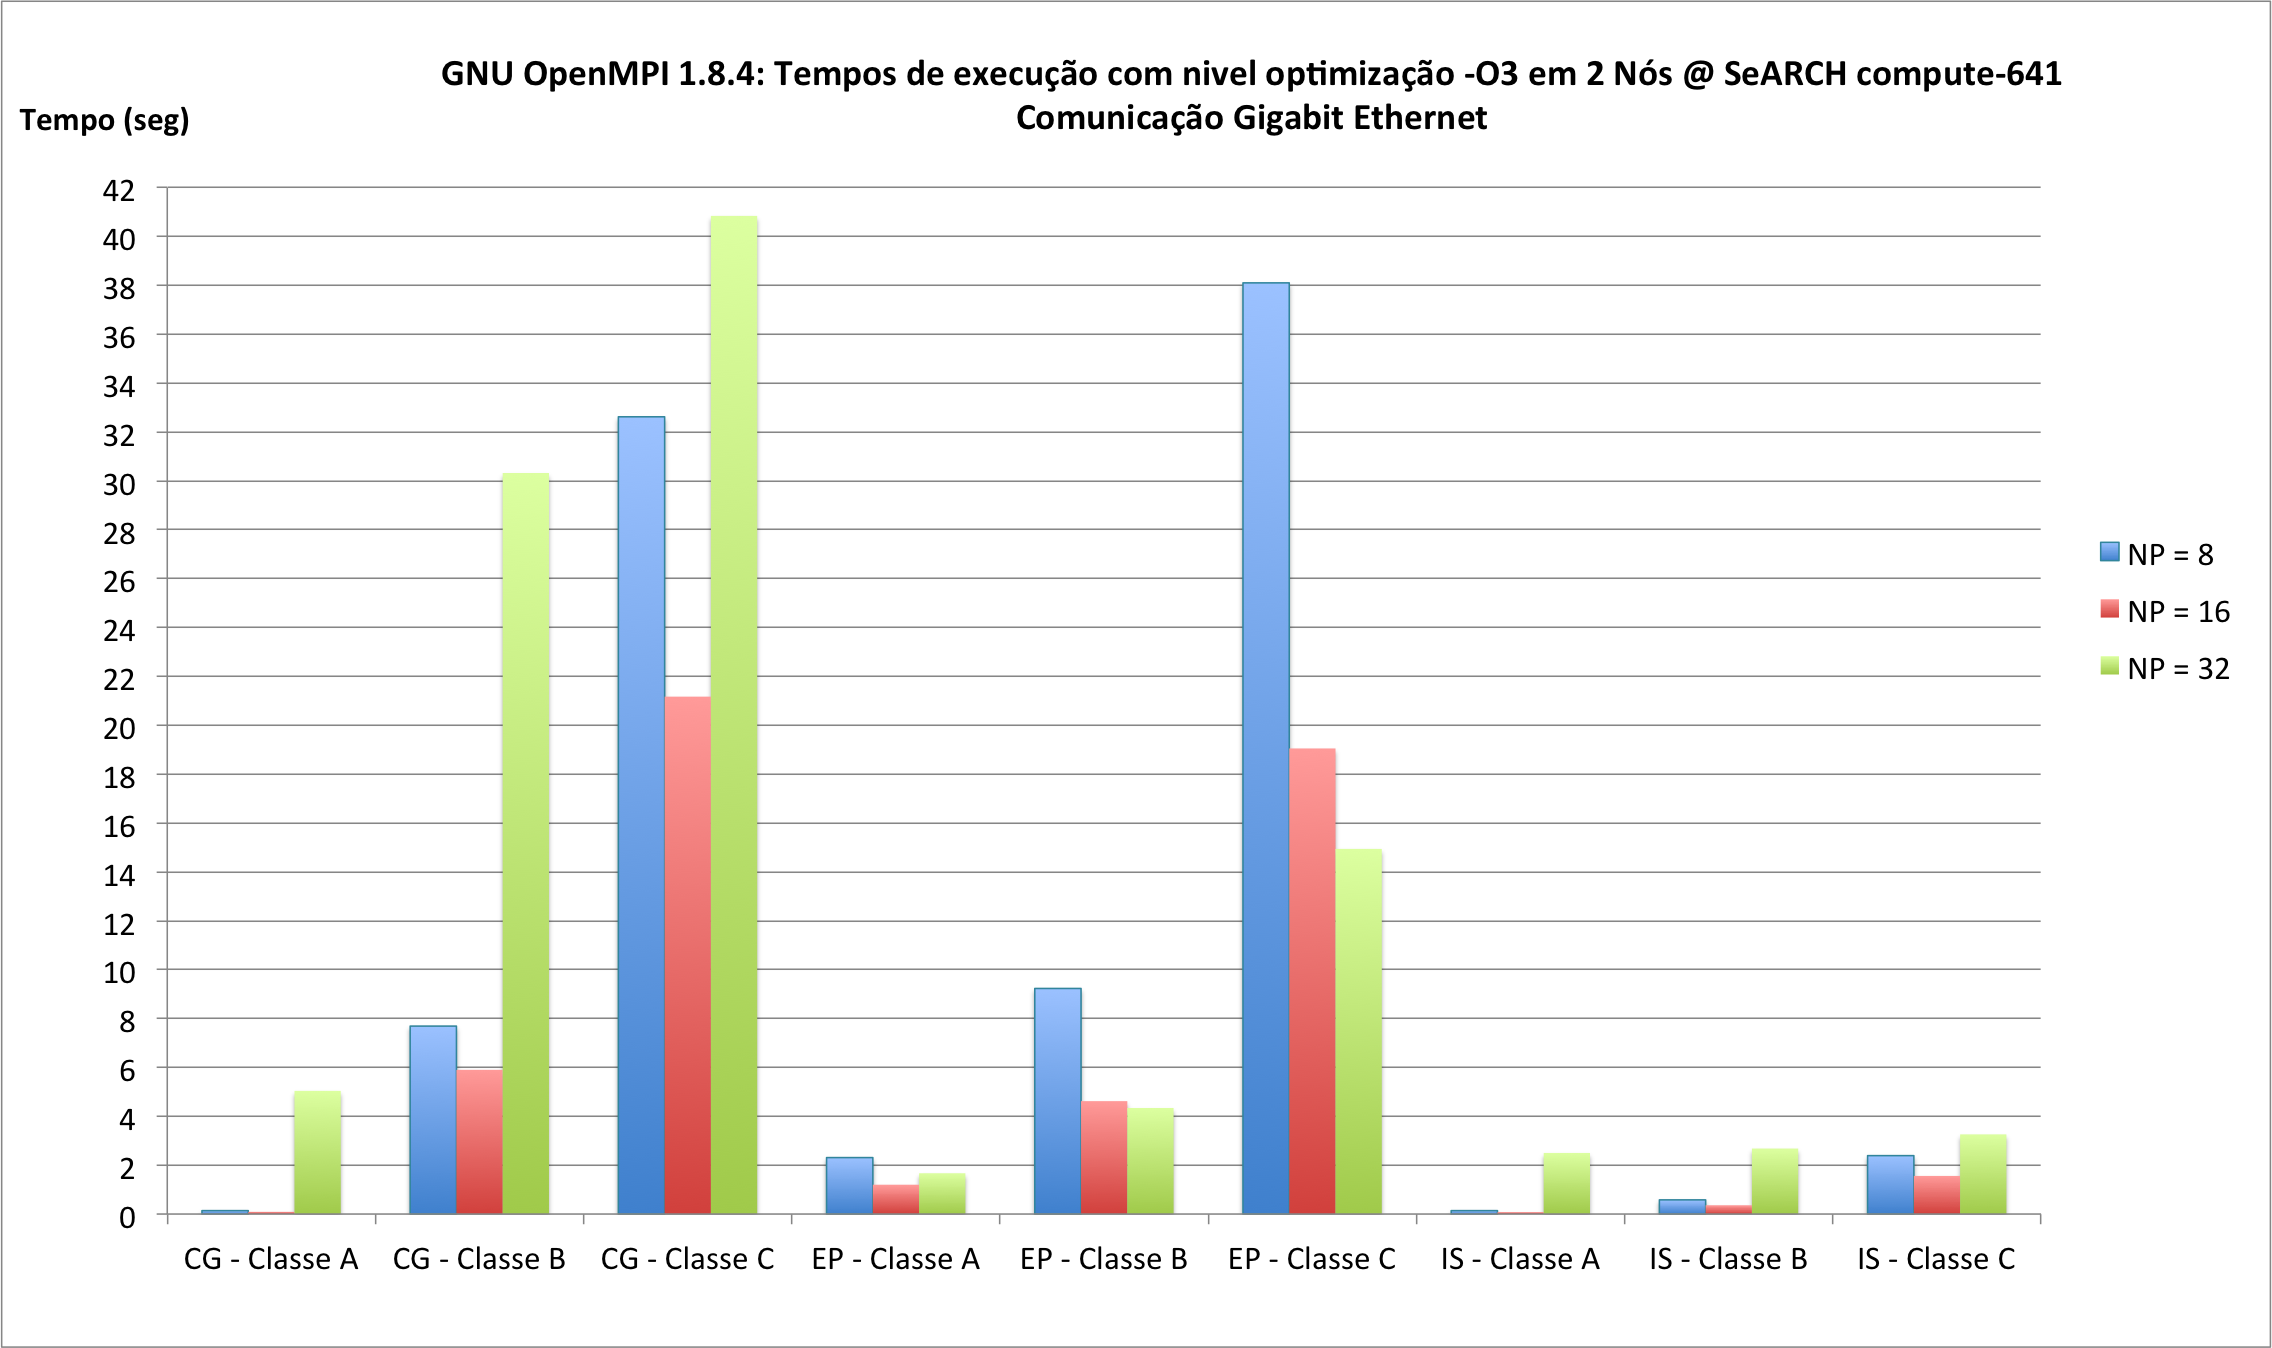 GNU OpenMPI 1.8.4: Tempos de execução com nivel optimização -O3 em 2 Nós @ SeARCH compute-641
Comunicação Gigabit Ethernet
Tempo (seg)
42
40
38
36
34
32
30
28
26
24
22
20
18
16
14
12
10
8
6
4
2
0
CG - Classe A
CG - Classe B
CG - Classe C
EP - Classe A
EP - Classe B
EP - Classe C
IS - Classe A
IS - Classe B
IS - Classe C
NP = 8
NP = 16
NP = 32